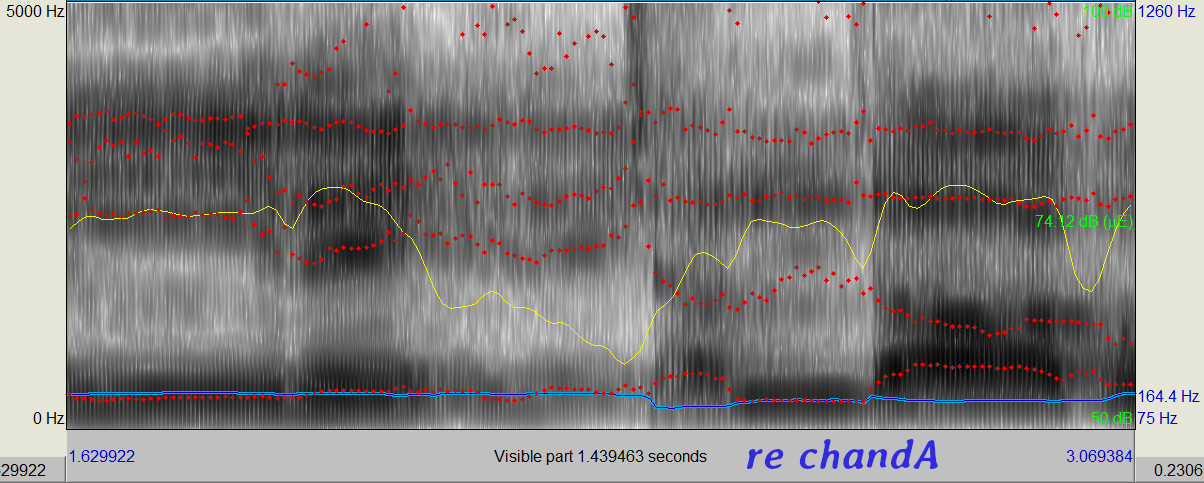 5000 Hz 100 dB 1260 Hz
74.12 dB (µE)
164.4 Hz
0 Hz 50 dB 75 Hz
1.629922 Visible part 1.439463 seconds re chandA 3.069384
29922 0.2306